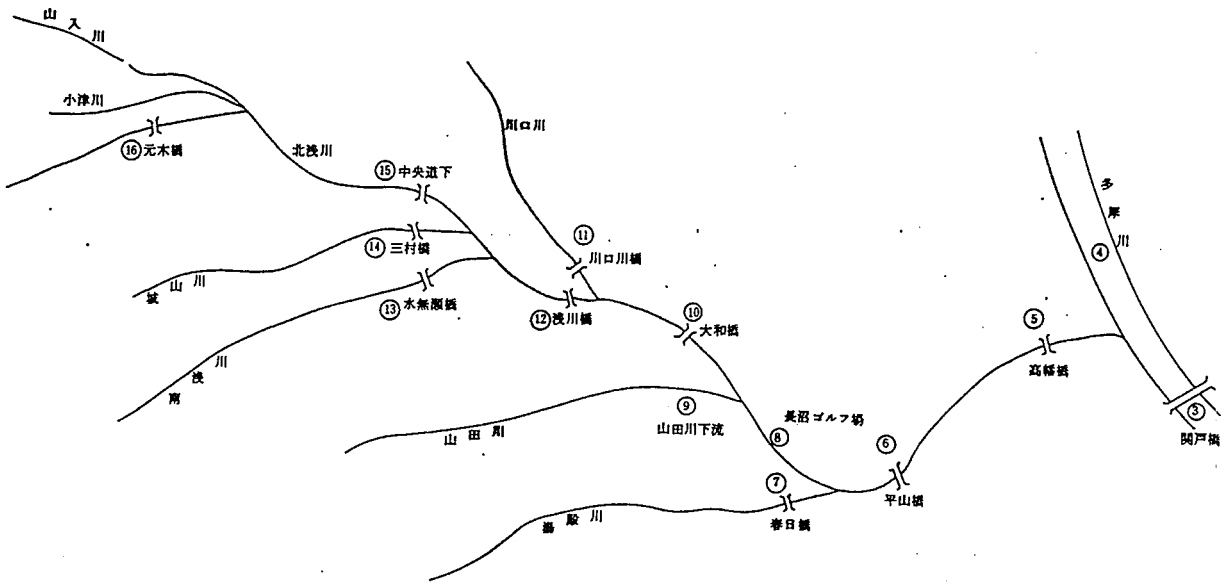 山入川
小津川
⑯元木橋
北浅川
⑮中央道下
川口川
⑪
川口川橋
⑭三村橋
城山川
⑬水無瀬橋
南浅川
⑫浅川橋
⑩
大和橋
⑨
山田川下流
山田川
長沼ゴルフ場
⑧
⑦
春日橋
湯殿川
⑥
平山橋
⑤
高幡橋
多摩川
④
③
関戸橋